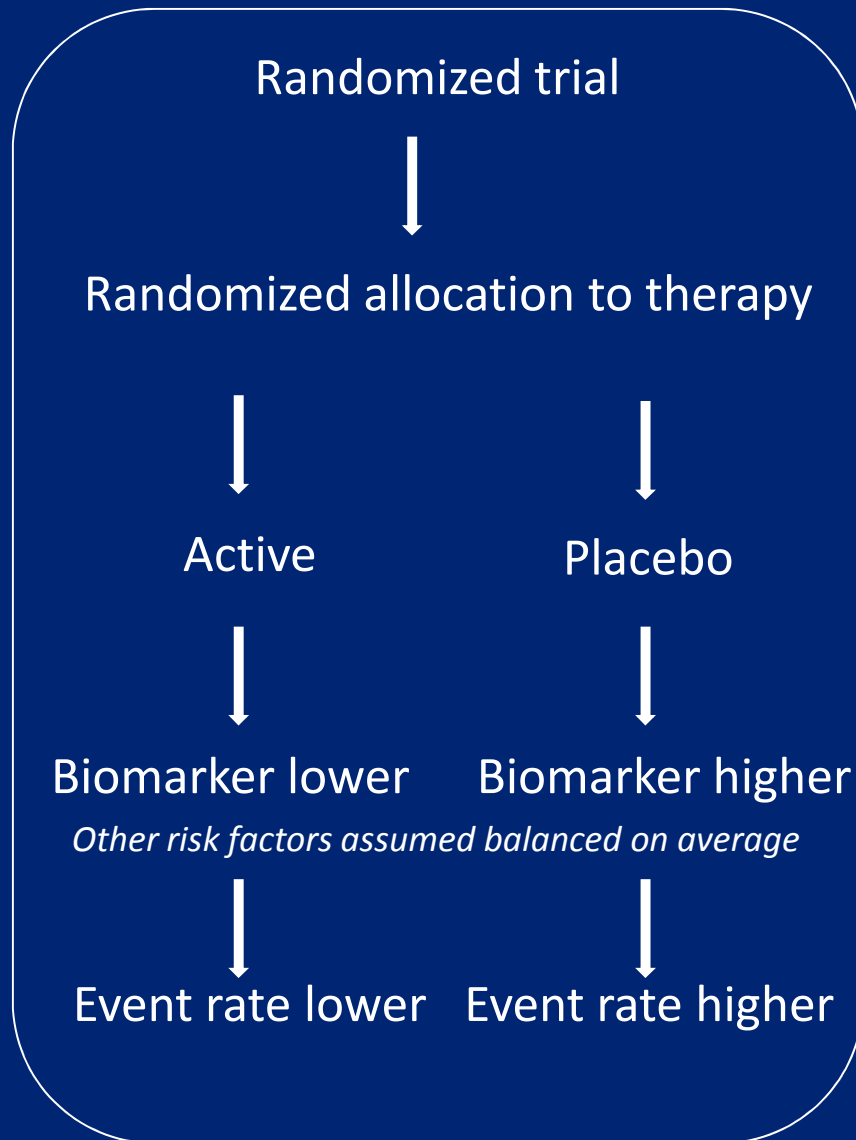 Randomized trial
Randomized allocation to therapy
Active Placebo
Biomarker lower Biomarker higher
Other risk factors assumed balanced on average
Event rate lower Event rate higher